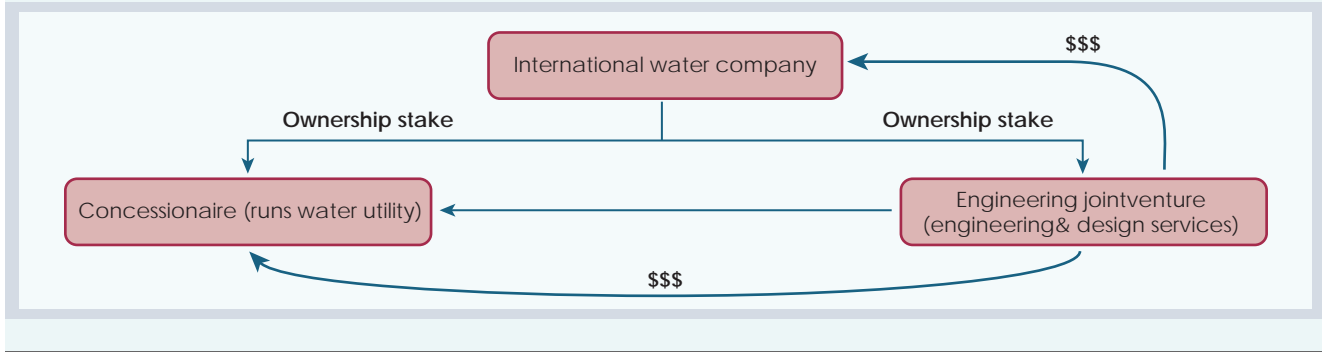 $$$
International water company
Ownership stake
Ownership stake
Concessionaire (runs water utility)
Engineering jointventure
(engineering& design services)
$$$